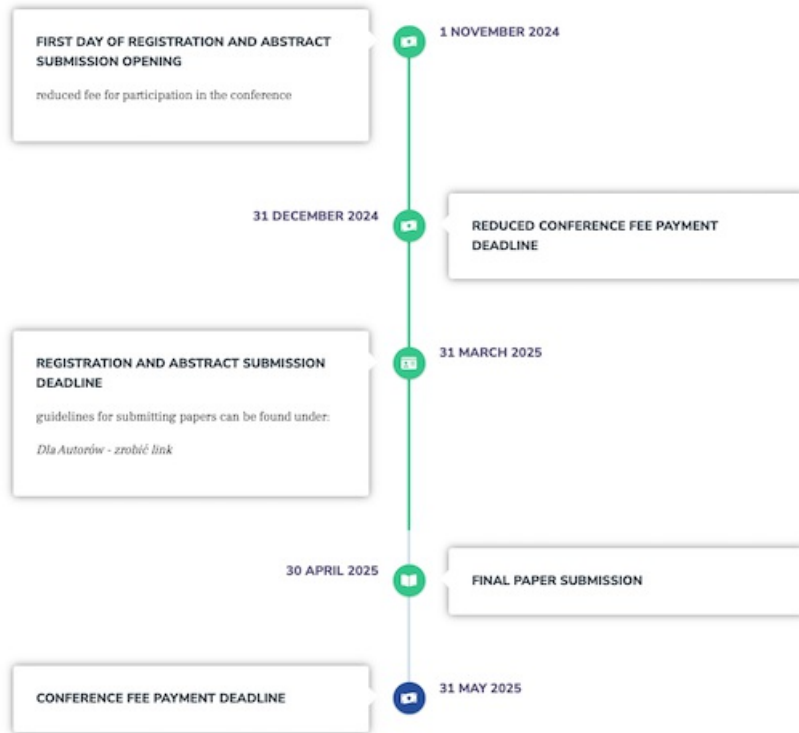 1 NOVEMBER 2024
FIRST DAY OF REGISTRATION AND ABSTRACT
SUBMISSION OPENING
reduced fee for participation in the conference
31 DECEMBER 2024
REDUCED CONFERENCE FEE PAYMENT
DEADLINE
31 MARCH 2025
REGISTRATION AND ABSTRACT SUBMISSION
DEADLINE
guidelines for submitting papers can be found under:
Dla Autorów - zrobić link
30 APRIL 2025
FINAL PAPER SUBMISSION
31 MAY 2025
CONFERENCE FEE PAYMENT DEADLINE